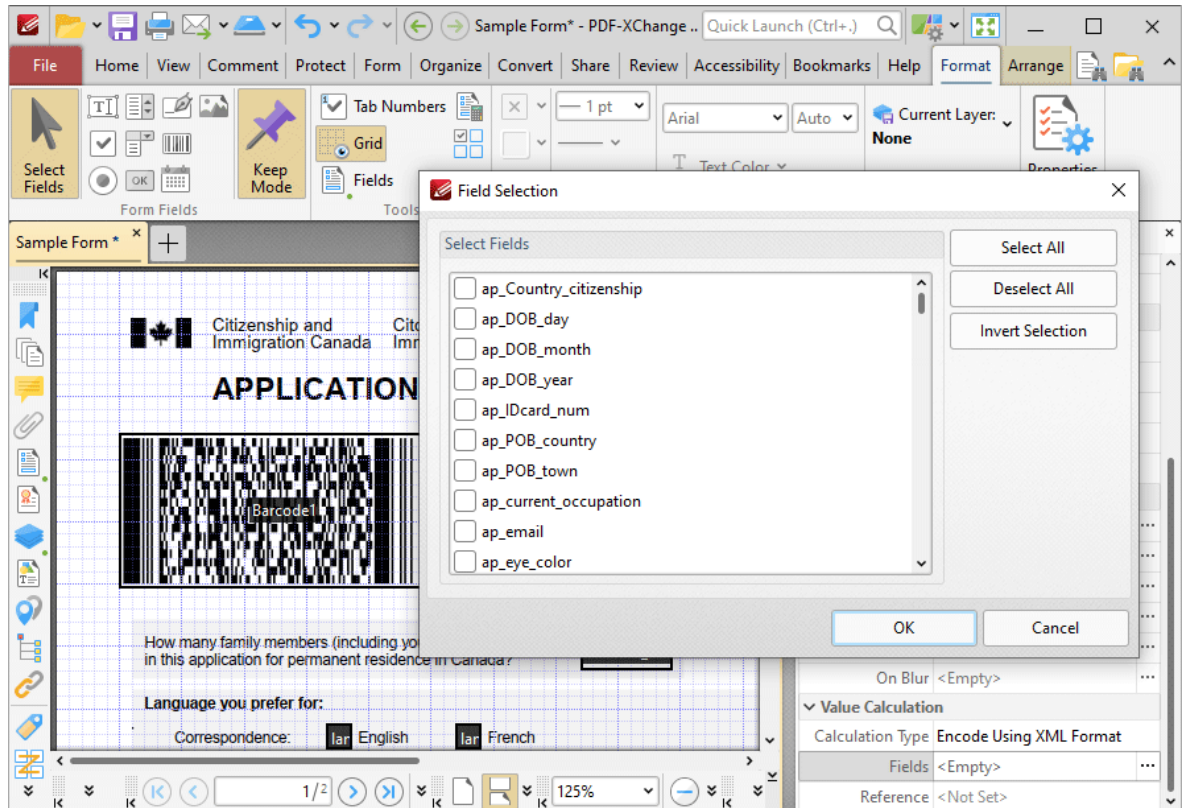 Sample Form* - PDF-XChange ..
Quick Launch (Ctrl+.)
File Home View Comment Protect Form Organize Convert Share Review Accessibility Bookmarks Help Format Arrange
Tab Numbers
1 pt
Arial
Auto
Current Layer:
None
Grid
Select
Fields
OK
Keep
Mode
Fields
Text Color
Properties
Form Fields
Tools
Sample Form *
Field Selection
Select Fields
ap_Country_citizenship
ap_DOB_day
ap_DOB_month
ap_DOB_year
ap_IDcard_num
ap_POB_country
ap_POB_town
ap_current_occupation
ap_email
ap_eye_color
Select All
Deselect All
Invert Selection
OK
Cancel
Citizenship and
Immigration Canada
APPLICATION
Barcode1
How many family members (including yo
in this application for permanent residence in Canada?
Language you prefer for:
Correspondence:
lar English
lar French
On Blur <Empty>
Value Calculation
Calculation Type Encode Using XML Format
Fields <Empty>
Reference <Not Set>
1/2
125%